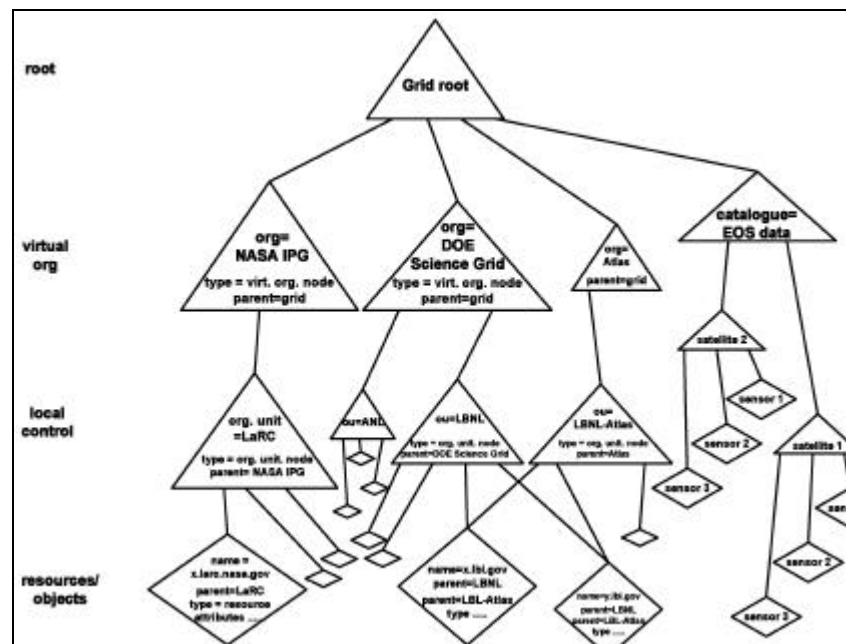 root
Grid root
virtual
org
org=
NASA IPG
type = virt. org. node
parent=grid
org=
DOE
Science Grid
type = virt. org. node
parent=grid
org=
Atlas
parent=grid
catalogue=
EOS data
satellite 2
sensor 1
sensor 2
sensor 3
satellite 1
sen
sensor 2
sensor 3
local
control
org. unit
=LaRC
type = org. unit. node
parent= NASA IPG
ou=LBNL
type = org. unit. node
parent=DOE Science Grid
ou=
LBNL-Atlas
type = org. unit. node
parent=Atlas
resources/
objects
name =
x.larc.nasa.gov
parent=LaRC
type = resource
attributes ....
name=x.lbl.gov
parent=LBNL
parent=LBL-Atlas
type ....
name=y.lbl.gov
parent=LBNL
parent=LBL-Atlas
type ....